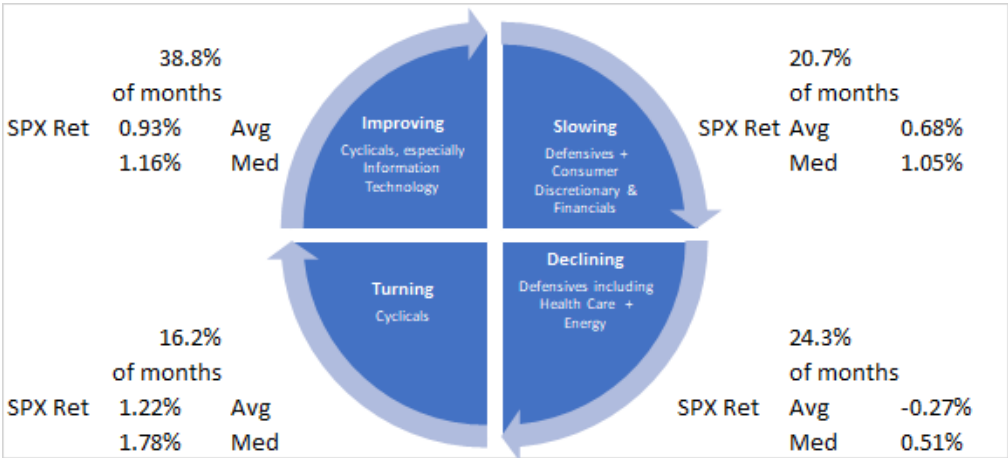 38.8%
of months
SPX Ret 0.93% Avg
1.16% Med
Improving
Cyclicals, especially
Information
Technology
Slowing
Defensives +
Consumer
Discretionary &
Financials
20.7%
of months
SPX Ret Avg 0.68%
Med 1.05%
Turning
Cyclicals
Declining
Defensives including
Health Care +
Energy
16.2%
of months
SPX Ret 1.22% Avg
1.78% Med
24.3%
of months
SPX Ret Avg -0.27%
Med 0.51%